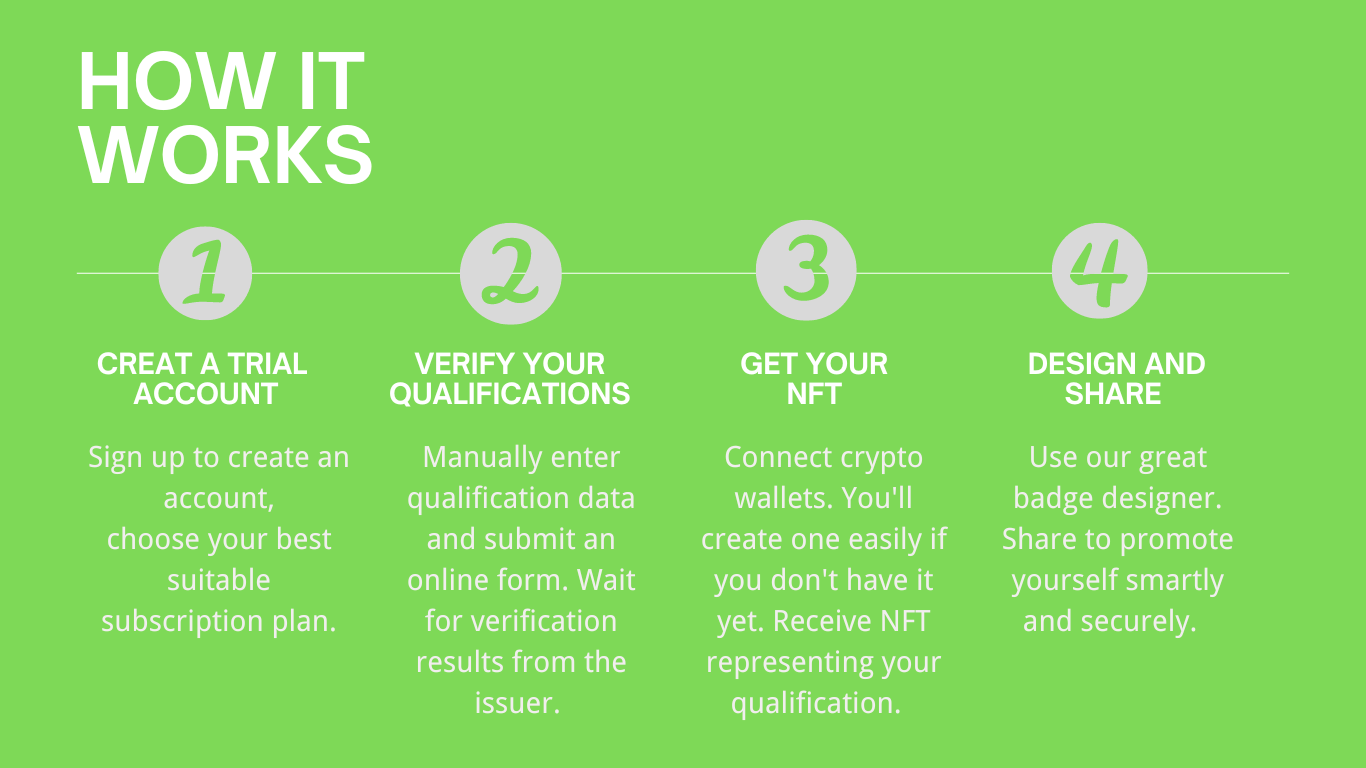 HOW IT
WORKS
1
2
3
4
CREAT A TRIAL
ACCOUNT
Sign up to create an
account,
choose your best
suitable
subscription plan.
VERIFY YOUR
QUALIFICATIONS
Manually enter
qualification data
and submit an
online form. Wait
for verification
results from the
issuer.
GET YOUR
NFT
Connect crypto
wallets. You'll
create one easily if
you don't have it
yet. Receive NFT
representing your
qualification.
DESIGN AND
SHARE
Use our great
badge designer.
Share to promote
yourself smartly
and securely.